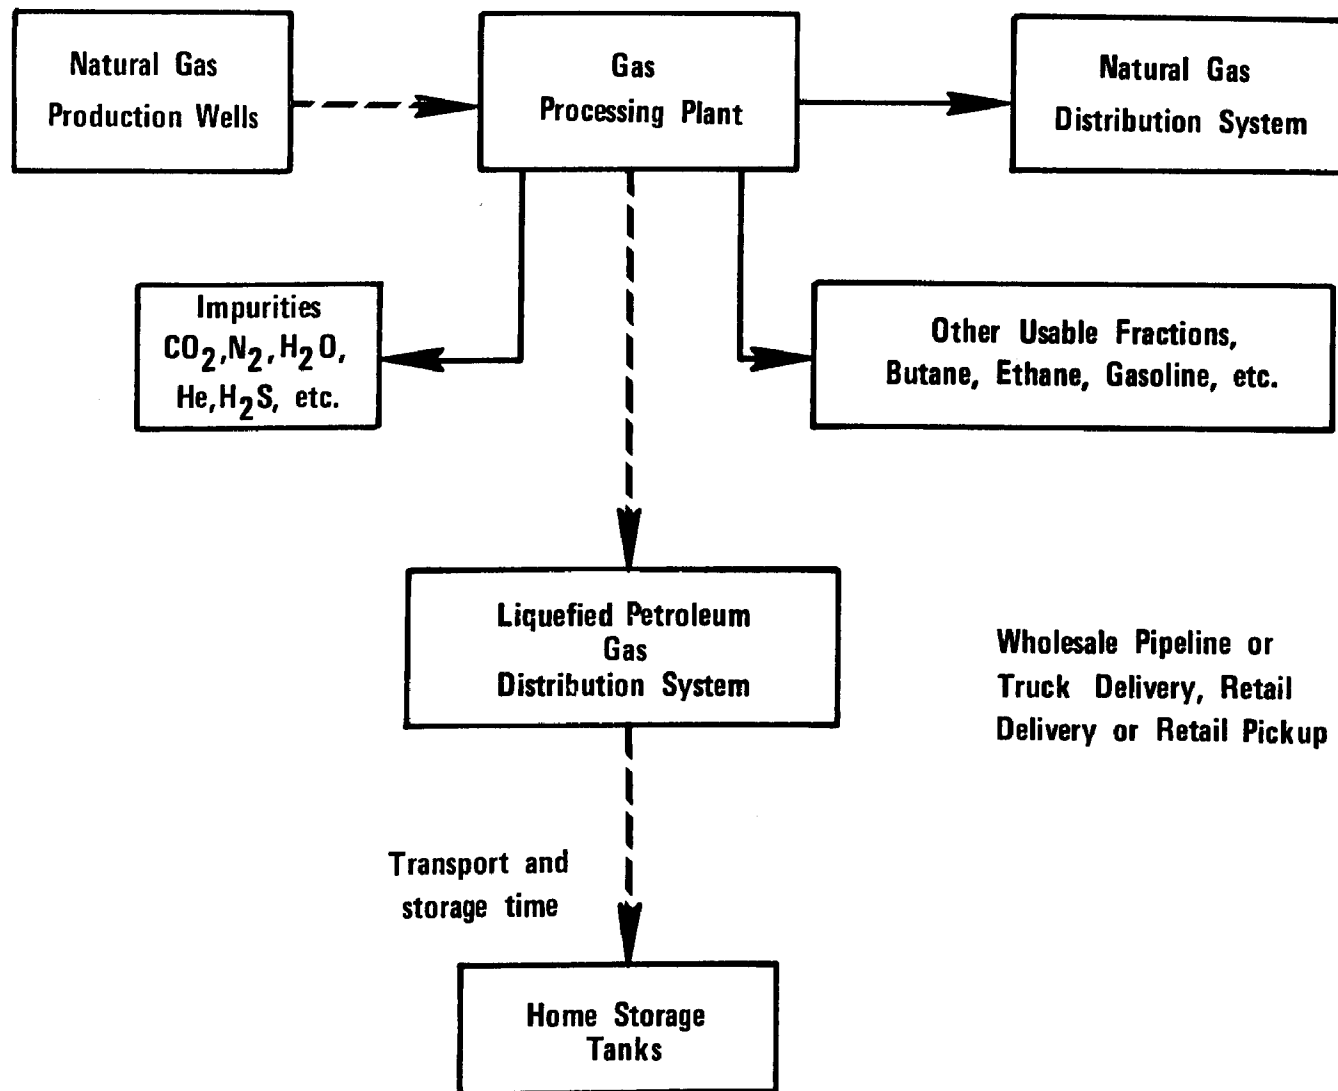 Natural Gas
Production Wells
Gas
Processing Plant
Natural Gas
Distribution System
Impurities
CO₂,N₂,H₂O,
He,H₂S, etc.
Other Usable Fractions,
Butane, Ethane, Gasoline, etc.
Liquefied Petroleum
Gas
Distribution System
Wholesale Pipeline or
Truck Delivery, Retail
Delivery or Retail Pickup
Transport and
storage time
Home Storage
Tanks